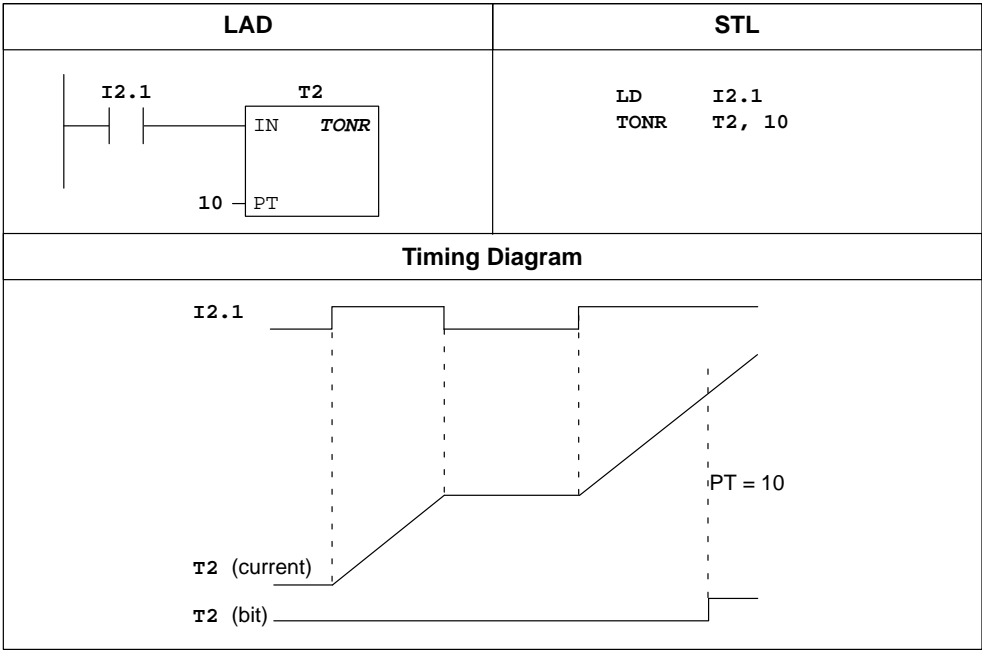 LAD
STL
I2.1
T2
IN TONR
10
PT
LD I2.1
TONR T2, 10
Timing Diagram
I2.1
PT = 10
T2 (current)
T2 (bit)